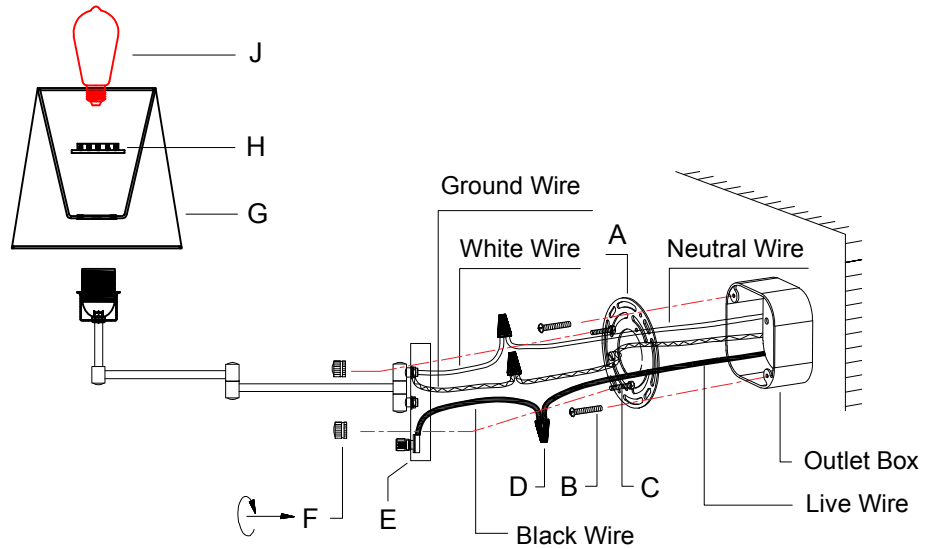 J
H
G
Ground Wire
A
White Wire
Neutral Wire
Outlet Box
D B C
Live Wire
F E
Black Wire